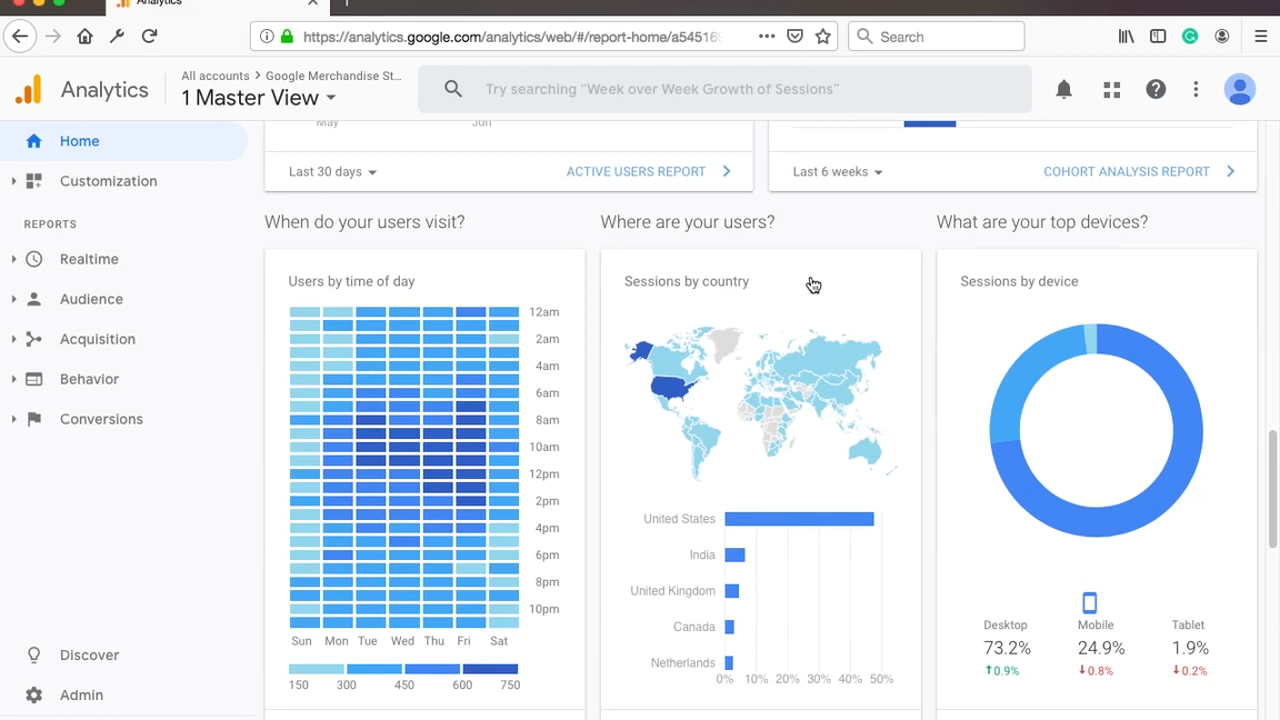 Analytics
https://analytics.google.com/analytics/web/#/report-home/a54516
Search
Analytics
All accounts > Google Merchandise St...
1 Master View
Try searching "Week over Week Growth of Sessions"
Home
Customization
REPORTS
Realtime
Audience
Acquisition
Behavior
Conversions
Discover
Admin
May Jun
Last 30 days ACTIVE USERS REPORT
Last 6 weeks COHORT ANALYSIS REPORT
When do your users visit?
Users by time of day
12am
2am
4am
6am
8am
10am
12pm
2pm
4pm
6pm
8pm
10pm
Sun Mon Tue Wed Thu Fri Sat
150 300 450 600 750
Where are your users?
Sessions by country
United States
India
United Kingdom
Canada
Netherlands
0% 10% 20% 30% 40% 50%
What are your top devices?
Sessions by device
Desktop Mobile Tablet
73.2% 24.9% 1.9%
0.9% 0.8% 0.2%